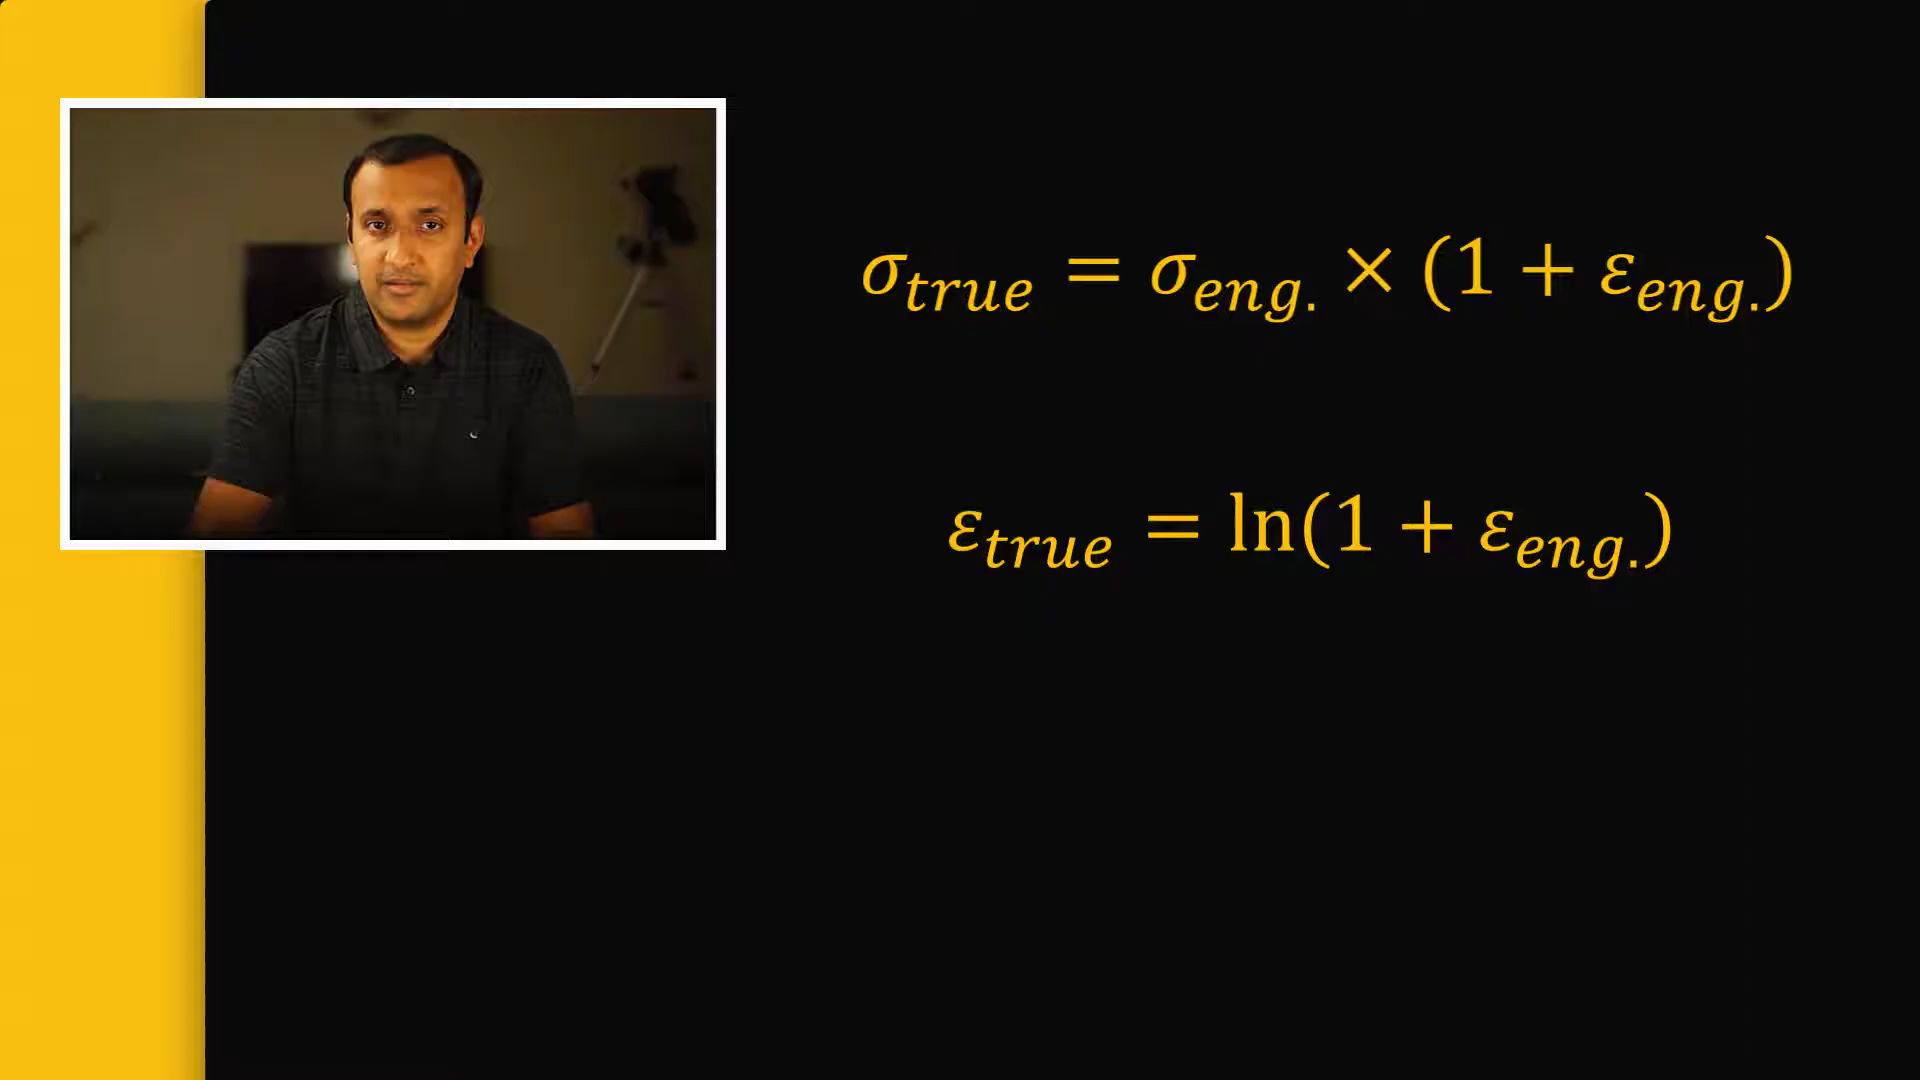 σtrue = σeng. × (1 + εeng.)
εtrue = ln(1 + εeng.)